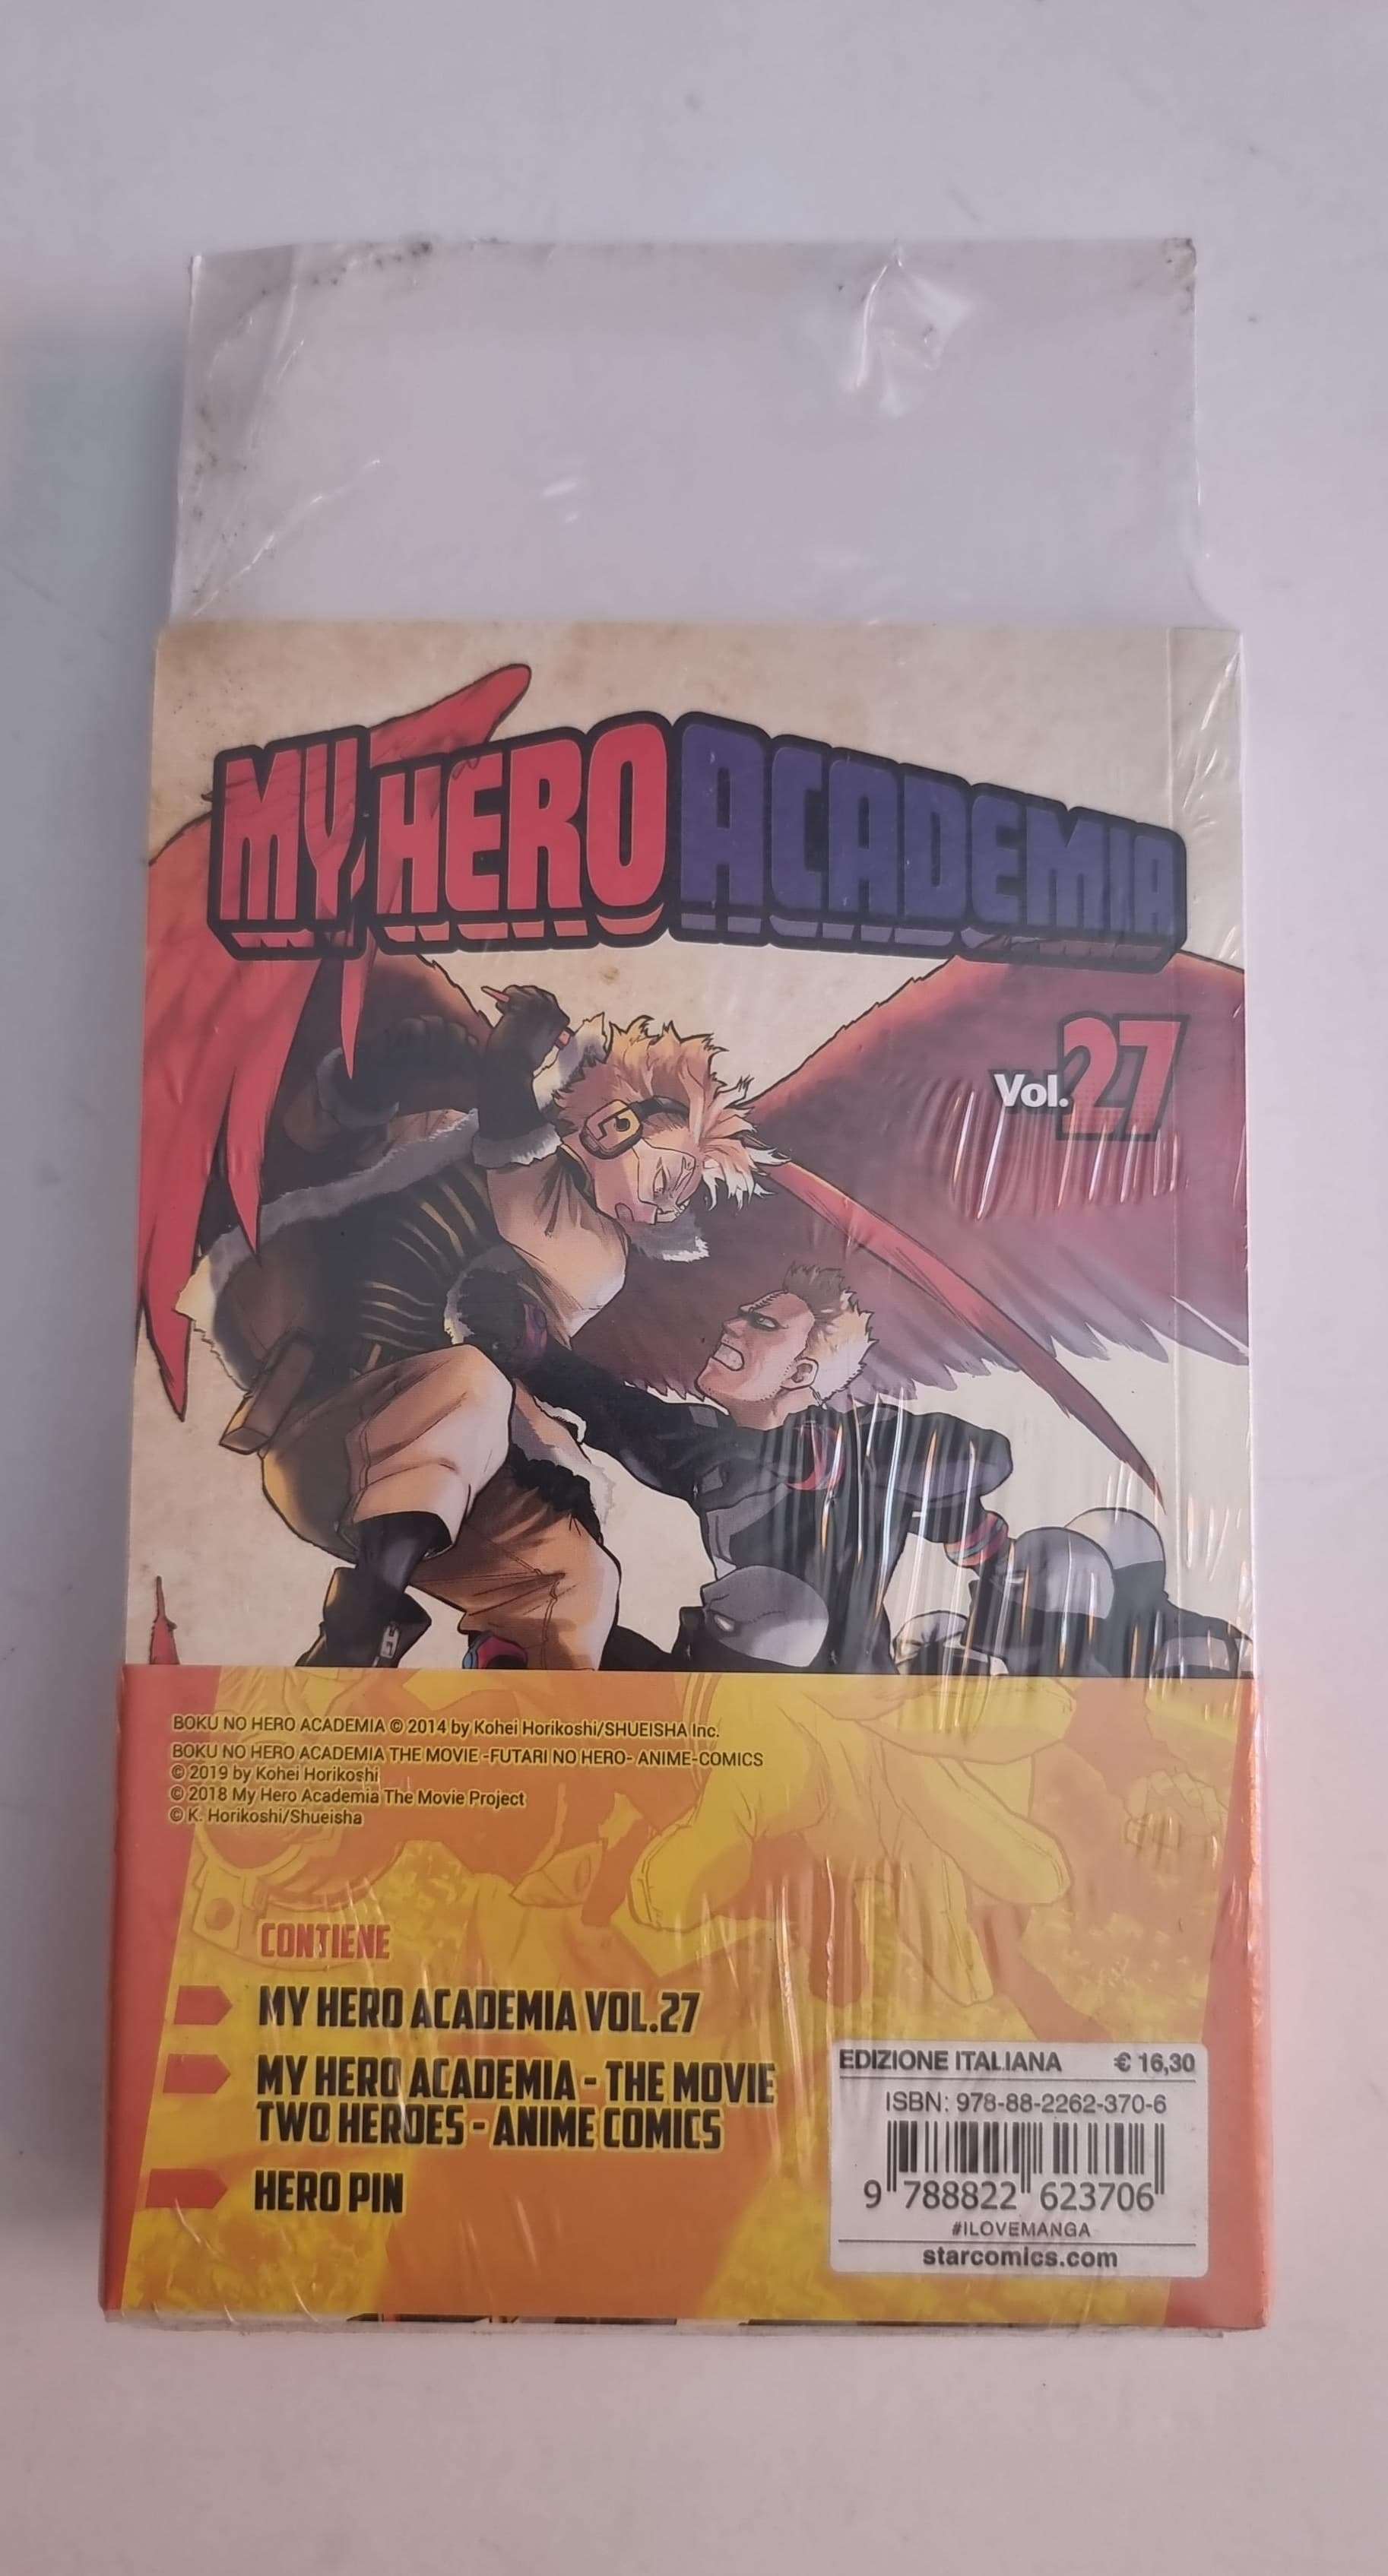 MY HERO ACADEMIA
Vol.27
BOKU NO HERO ACADEMIA © 2014 by Kohei Horikoshi/SHUEISHA Inc.
BOKU NO HERO ACADEMIA THE MOVIE -FUTARI NO HERO- ANIME-COMICS
© 2019 by Kohei Horikoshi
© 2018 My Hero Academia The Movie Project
© K. Horikoshi/Shueisha
CONTIENE
MY HERO ACADEMIA VOL.27
MY HERO ACADEMIA - THE MOVIE
TWO HEROES - ANIME COMICS
HERO PIN
EDIZIONE ITALIANA € 16,30
ISBN: 978-88-2262-370-6
9 788822 623706
#ILOVEMANGA
starcomics.com